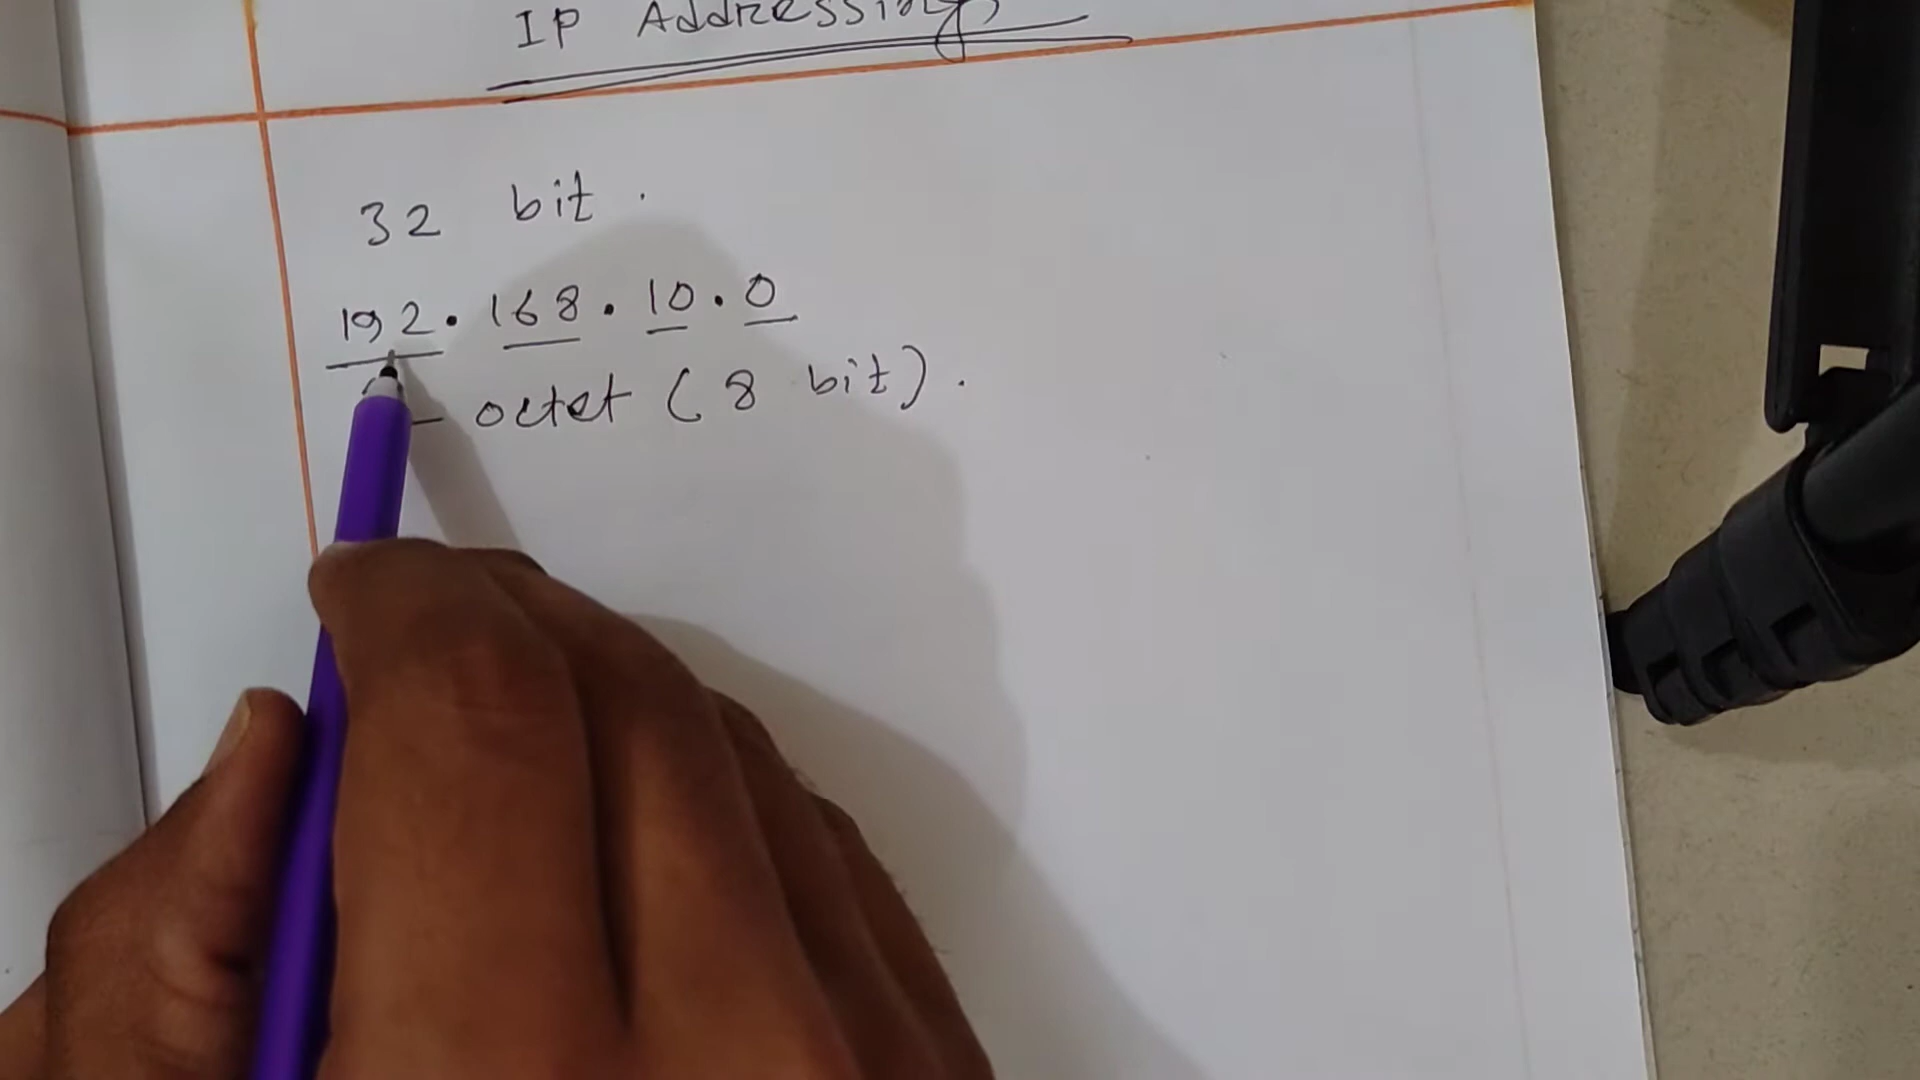 IP Addressing
32 bit.
192.168.10.0
octet (8 bit).